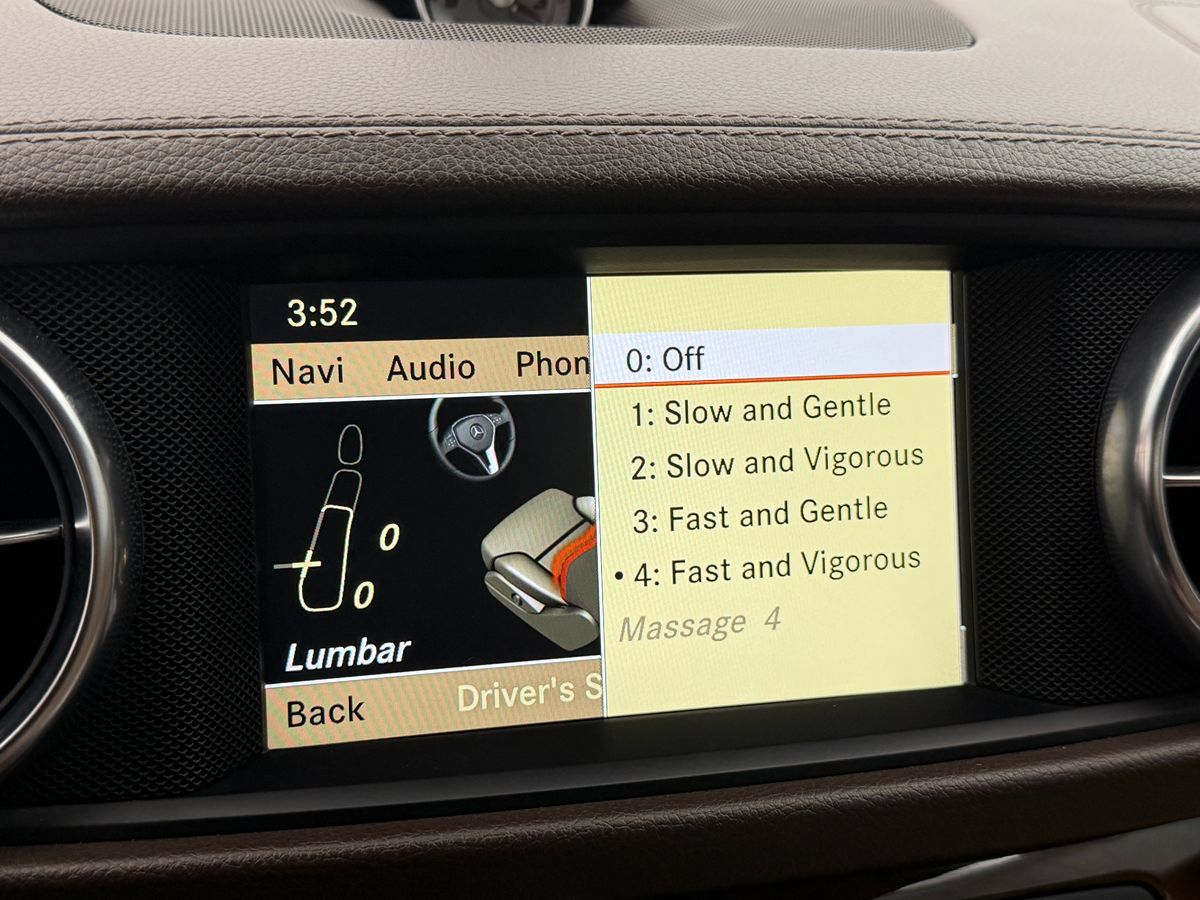 3:52
Navi Audio Phon
0
0
Lumbar
Back Driver's S
0: Off
1: Slow and Gentle
2: Slow and Vigorous
3: Fast and Gentle
• 4: Fast and Vigorous
Massage 4